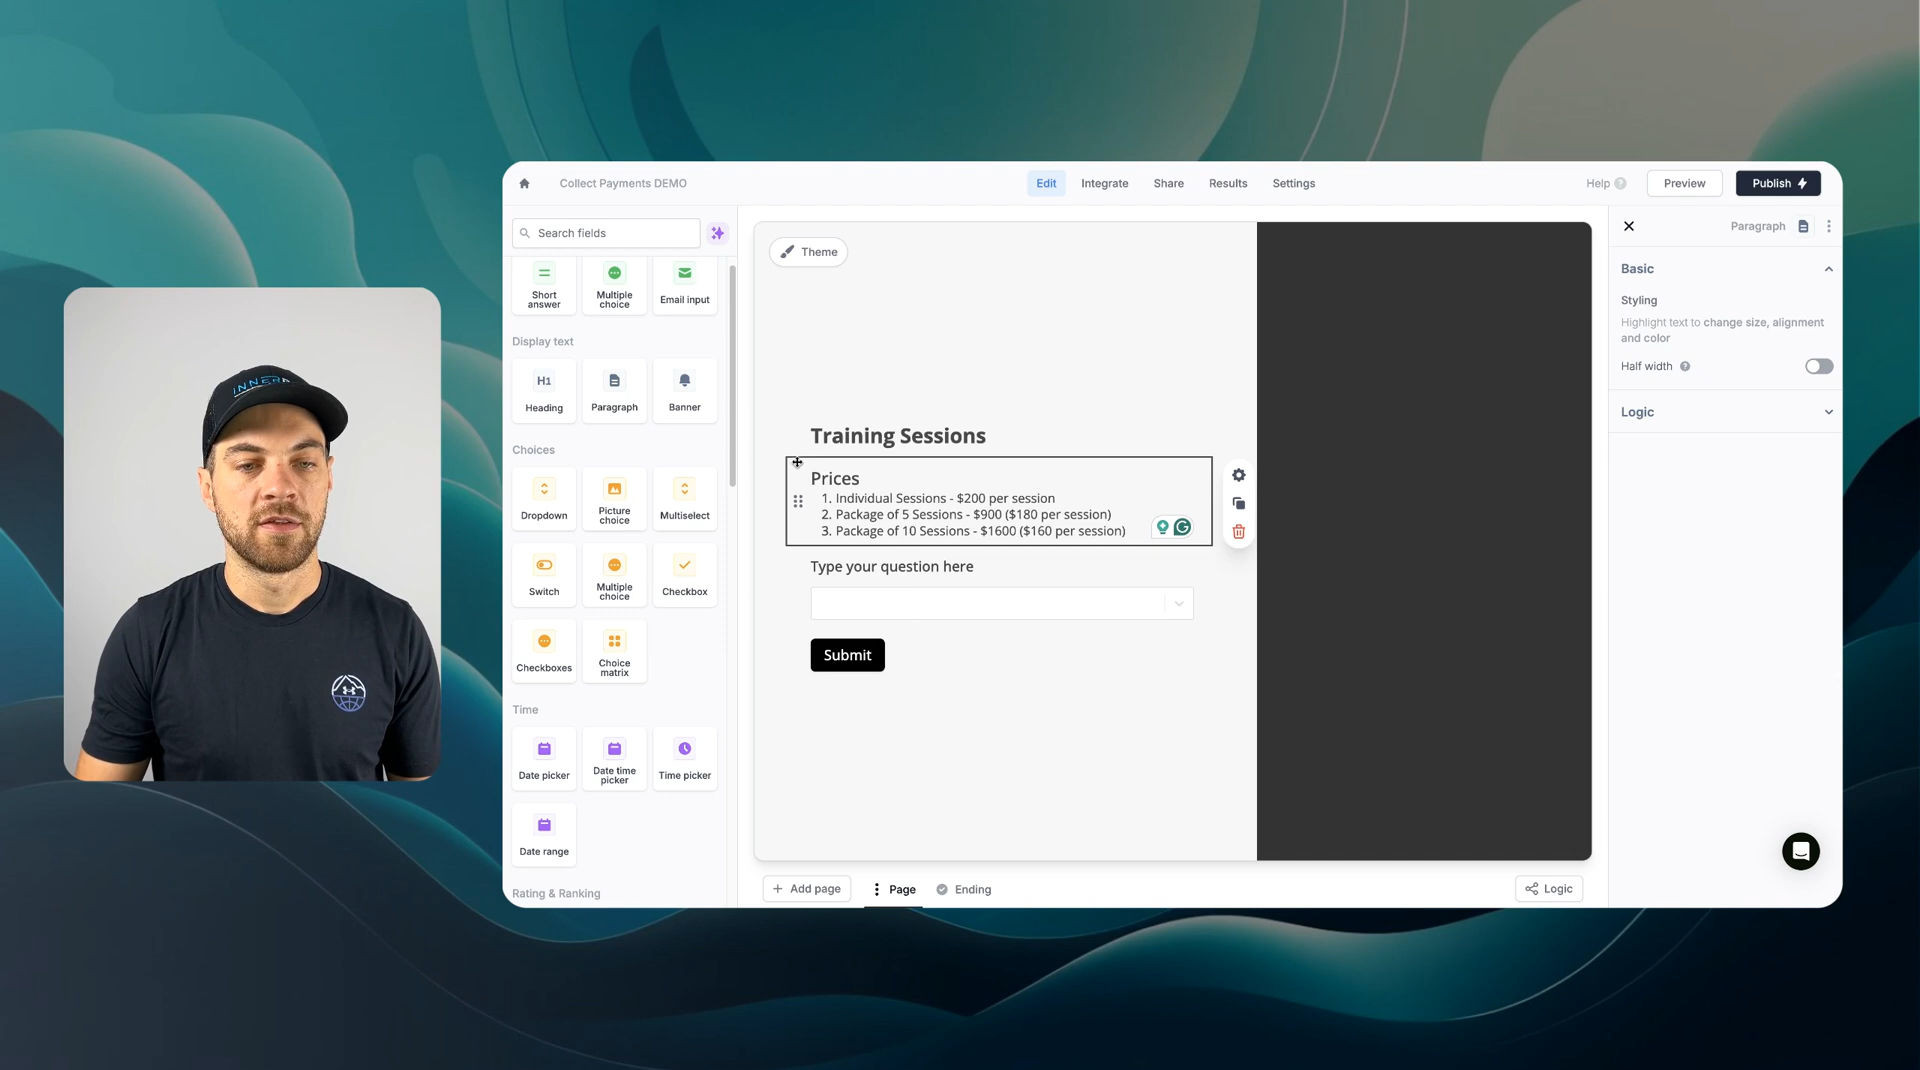 Collect Payments DEMO
Edit
Integrate
Share
Results
Settings
Help
Preview
Publish
Search fields
Short answer
Multiple choice
Email input
Display text
H1
Heading
Paragraph
Banner
Choices
Dropdown
Picture choice
Multiselect
Switch
Multiple choice
Checkbox
Checkboxes
Choice matrix
Time
Date picker
Date time picker
Time picker
Date range
Rating & Ranking
Theme
Training Sessions
Prices
1. Individual Sessions - $200 per session
2. Package of 5 Sessions - $900 ($180 per session)
3. Package of 10 Sessions - $1600 ($160 per session)
Type your question here
Submit
Add page
Page
Ending
Logic
Paragraph
Basic
Styling
Highlight text to change size, alignment
and color
Half width
Logic